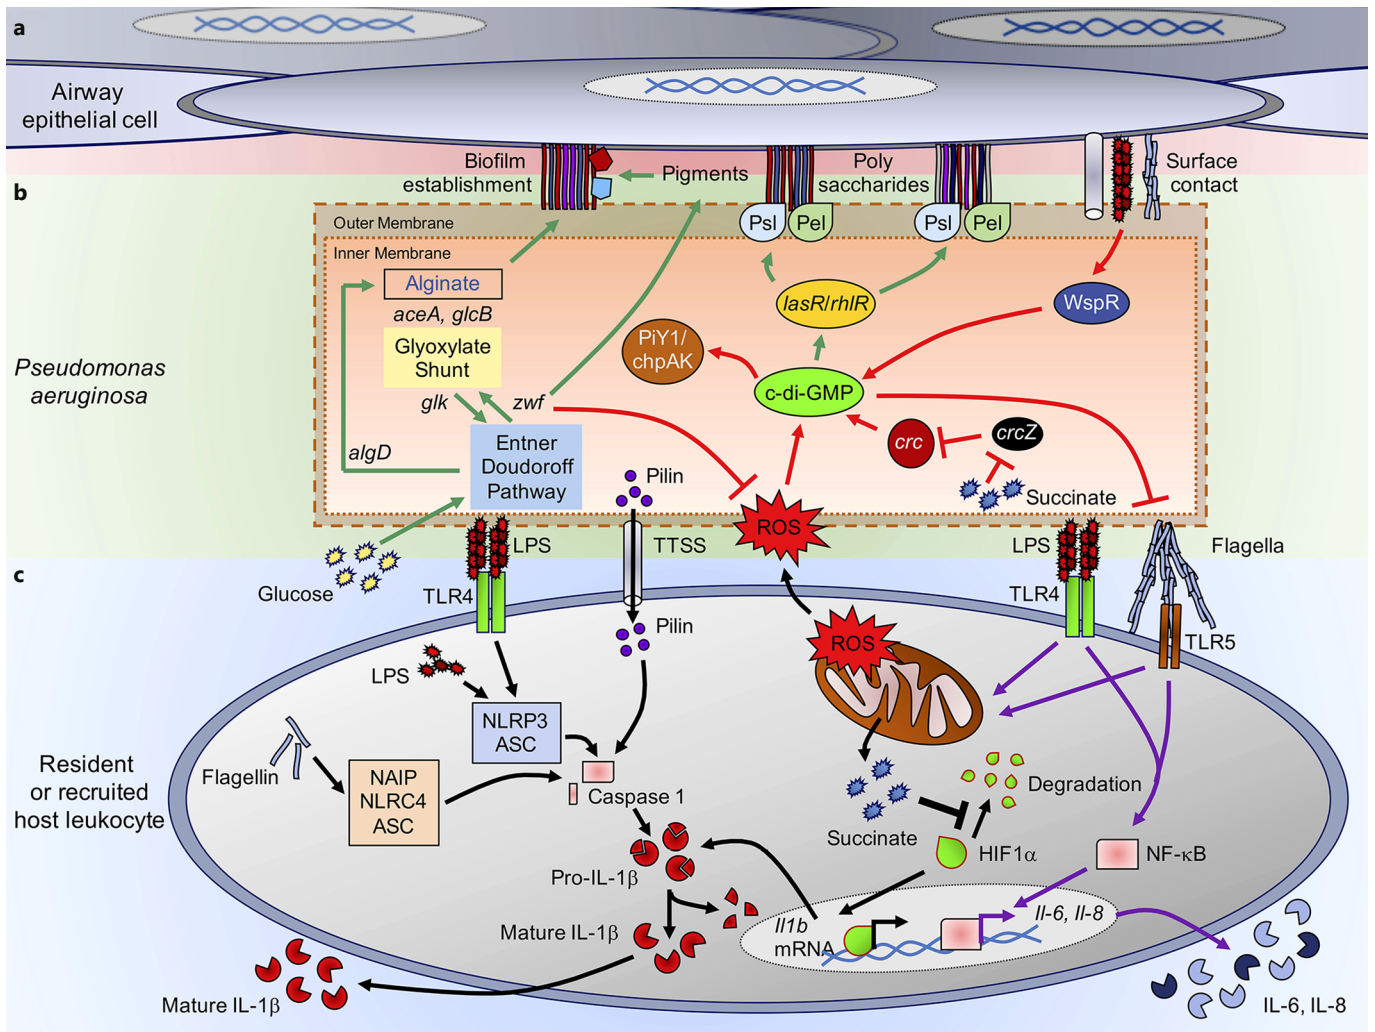 a
Airway
epithelial cell
Biofilm
establishment
Pigments
Poly
saccharides
Surface
contact
b
Outer Membrane
Psl
Pel
Psl
Pel
Inner Membrane
Alginate
aceA, glcB
Glyoxylate
Shunt
glk
zwf
algD
Entner
Doudoroff
Pathway
lasR/rhlR
WspR
PiY1/
chpAK
c-di-GMP
crc
crcZ
Succinate
Pseudomonas
aeruginosa
Pilin
ROS
LPS
TTSS
LPS
Flagella
c
Glucose
TLR4
TLR4
TLR5
Pilin
ROS
LPS
NLRP3
ASC
Flagellin
NAIP
NLRC4
ASC
Caspase 1
Resident
or recruited
host leukocyte
Succinate
Degradation
HIF1α
NF-κB
Pro-IL-1β
Mature IL-1β
Il1b
mRNA
Il-6, Il-8
Mature IL-1β
IL-6, IL-8